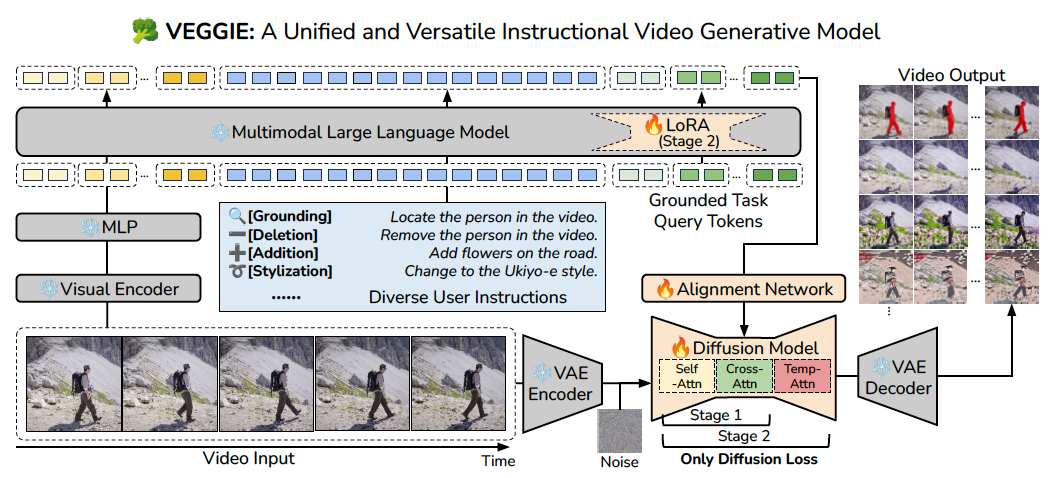 VEGGIE: A Unified and Versatile Instructional Video Generative Model
...
...
Video Output
Multimodal Large Language Model
LoRA
(Stage 2)
...
...
...
Grounded Task
Query Tokens
MLP
[Grounding] Locate the person in the video.
[Deletion] Remove the person in the video.
[Addition] Add flowers on the road.
[Stylization] Change to the Ukiyo-e style.
...... Diverse User Instructions
Visual Encoder
Alignment Network
...
...
VAE
Encoder
Diffusion Model
Self
-Attn
Cross-
Attn
Temp-
Attn
VAE
Decoder
Stage 1
Stage 2
Only Diffusion Loss
Noise
Video Input
Time